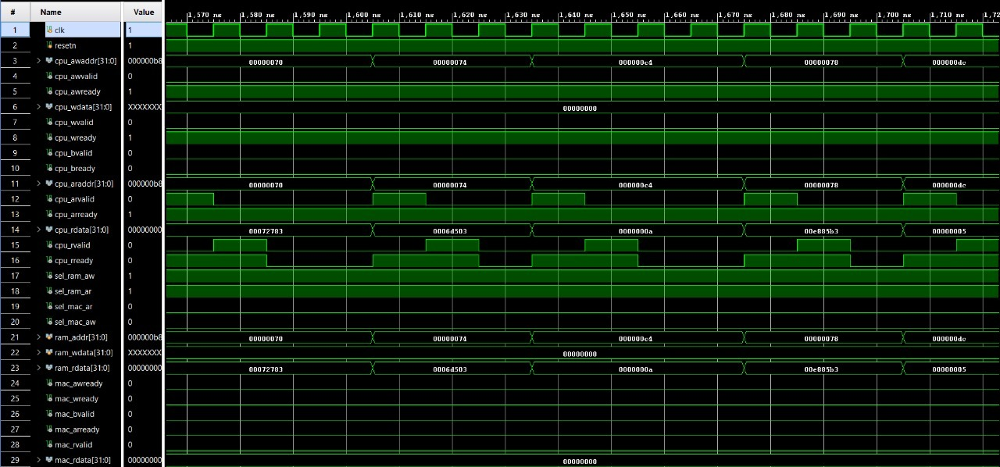 # Name Value 1,570 ns 1,580 ns 1,590 ns 1,600 ns 1,610 ns 1,620 ns 1,630 ns 1,640 ns 1,650 ns 1,660 ns 1,670 ns 1,680 ns 1,690 ns 1,700 ns 1,710 ns 1,72
1 clk 1
2 resetn 1
3 cpu_awaddr[31:0] 000000b8 00000070 00000074 000000c4 00000078 000000dc
4 cpu_awvalid 0
5 cpu_awready 1
6 cpu_wdata[31:0] XXXXXXX 00000000
7 cpu_wvalid 0
8 cpu_wready 1
9 cpu_bvalid 0
10 cpu_bready 0
11 cpu_araddr[31:0] 000000b8 00000070 00000074 000000c4 00000078 000000dc
12 cpu_arvalid 0
13 cpu_arready 1
14 cpu_rdata[31:0] 00000000 00072783 0006d503 0000000a 00e885b3 00000005
15 cpu_rvalid 0
16 cpu_rready 0
17 sel_ram_aw 1
18 sel_ram_ar 1
19 sel_mac_ar 0
20 sel_mac_aw 0
21 ram_addr[31:0] 000000b8 00000070 00000074 000000c4 00000078 000000dc
22 ram_wdata[31:0] XXXXXXX 00000000
23 ram_rdata[31:0] 00000000 00072783 0006d503 0000000a 00e885b3 00000005
24 mac_awready 0
25 mac_wready 0
26 mac_bvalid 0
27 mac_arready 0
28 mac_rvalid 0
29 mac_rdata[31:0] 00000000 00000000